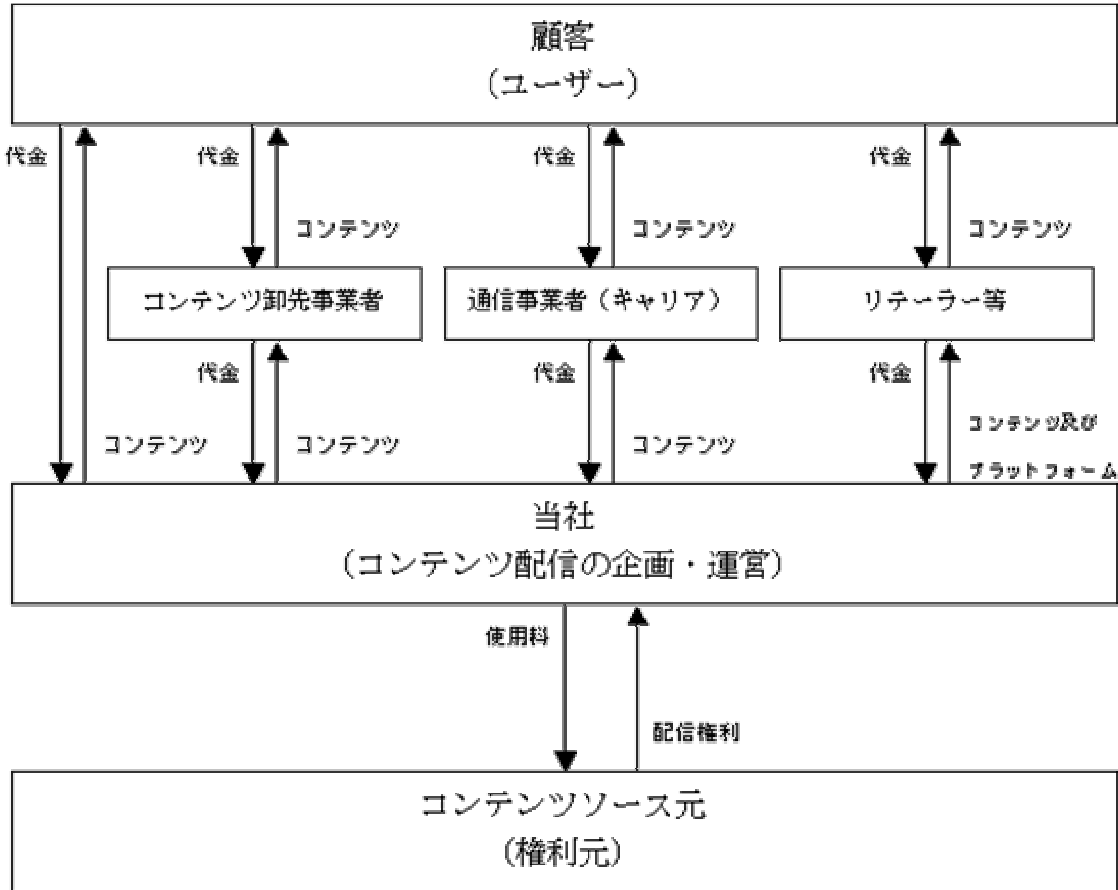 顧客
(ユーザー)
代金
代金
代金
代金
コンテンツ
コンテンツ
コンテンツ
コンテンツ卸先事業者
通信事業者(キャリア)
リテーラー等
代金
代金
代金
コンテンツ
コンテンツ
コンテンツ
コンテンツ及び
プラットフォーム
当社
(コンテンツ配信の企画・運営)
使用料
配信権利
コンテンツソース元
(権利元)